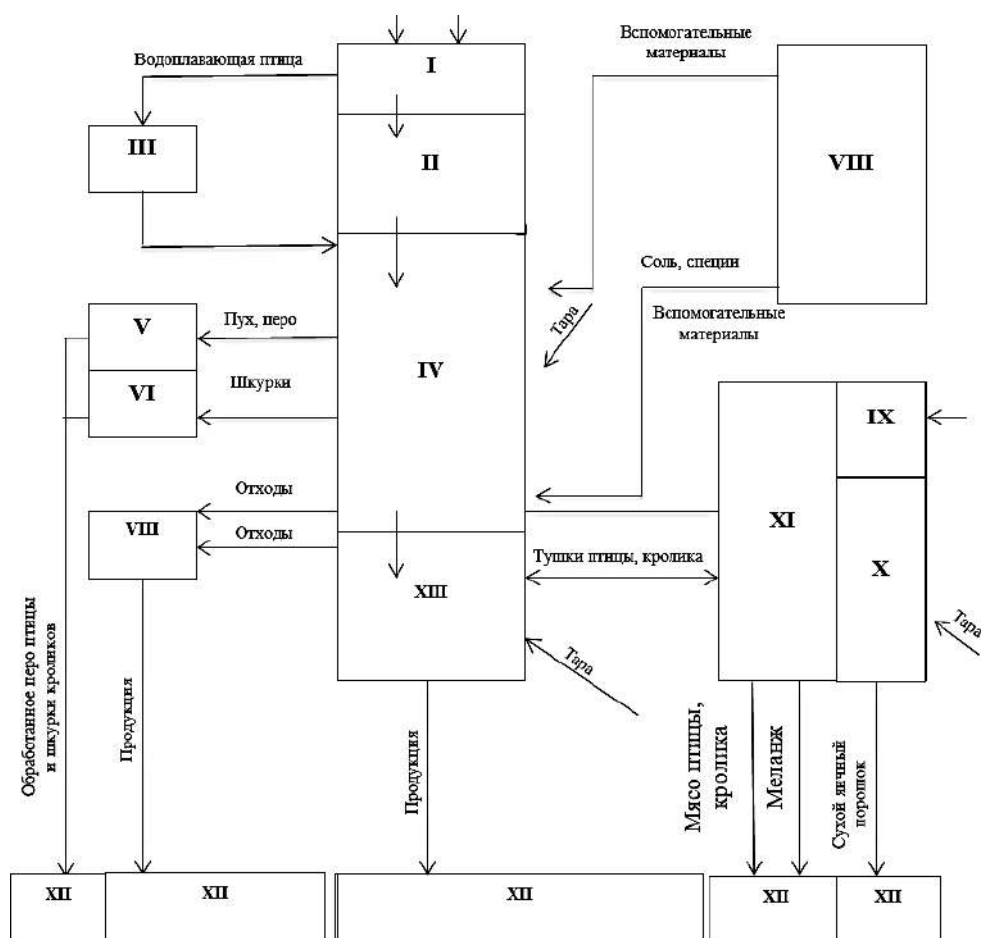 Вспомогательные
материалы
I
Водоплавающая птица
III
II
VIII
Соль, специи
Вспомогательные
материалы
Тара
Пух, перо
V
IV
Шкурки
VI
IX
Отходы
VIII
Отходы
XI
Тушки птицы, кролика
X
XIII
Тара
Тара
Обработанное перо птицы
и шкурки кроликов
Продукция
Продукция
Мясо птицы,
кролика
Меланж
Сухой яичный
порошок
XII
XII
XII
XII
XII